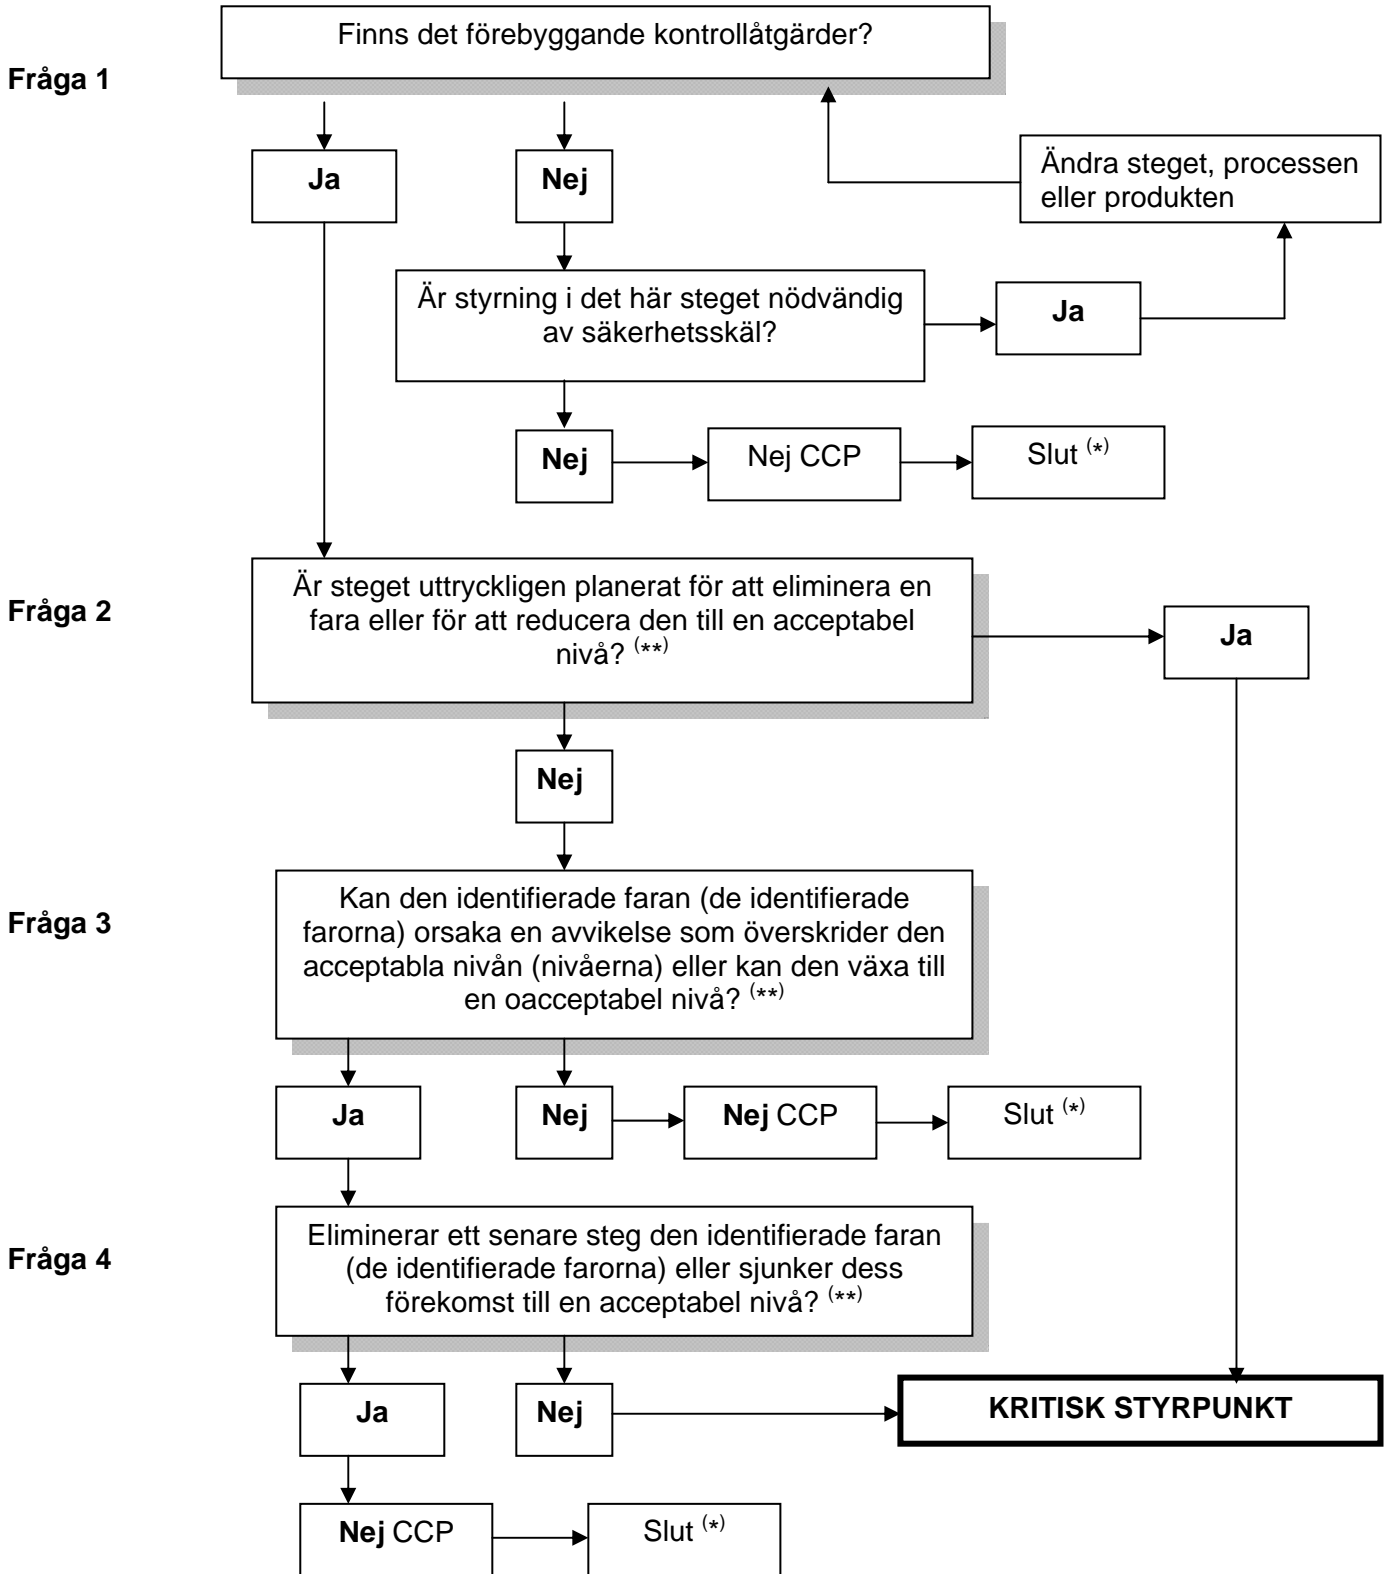 Finns det förebyggande kontrollåtgärder?
Fråga 1
Ja
Nej
Ändra steget, processen
eller produkten
Är styrning i det här steget nödvändig
av säkerhetsskäl?
Ja
Nej
Nej CCP
Slut (*)
Fråga 2
Är steget uttryckligen planerat för att eliminera en
fara eller för att reducera den till en acceptabel
nivå? (**)
Ja
Nej
Fråga 3
Kan den identifierade faran (de identifierade
farorna) orsaka en avvikelse som överskrider den
acceptabla nivån (nivåerna) eller kan den växa till
en oacceptabel nivå? (**)
Ja
Nej
Nej CCP
Slut (*)
Fråga 4
Eliminerar ett senare steg den identifierade faran
(de identifierade farorna) eller sjunker dess
förekomst till en acceptabel nivå? (**)
Ja
Nej
KRITISK STYRPUNKT
Nej CCP
Slut (*)